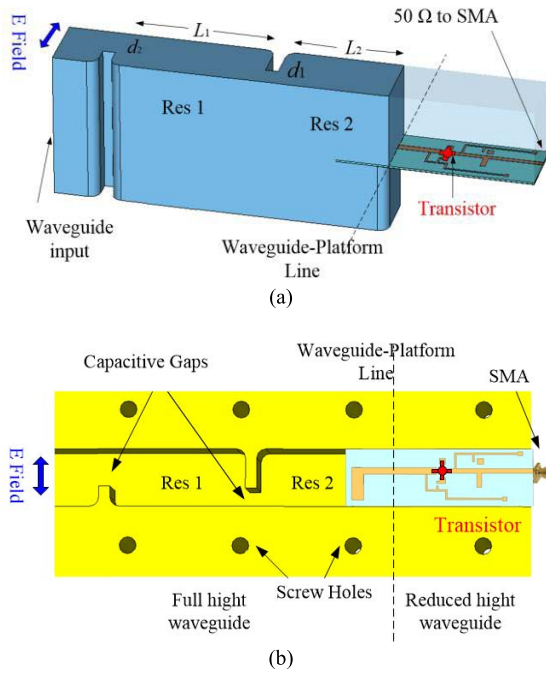 E Field
d₂
L₁
L₂
d₁
50 Ω to SMA
Res 1
Res 2
Transistor
Waveguide
input
Waveguide-Platform
Line
(a)
Capacitive Gaps
Waveguide-Platform
Line
SMA
E Field
Res 1
Res 2
Transistor
Screw Holes
Full hight
waveguide
Reduced hight
waveguide
(b)